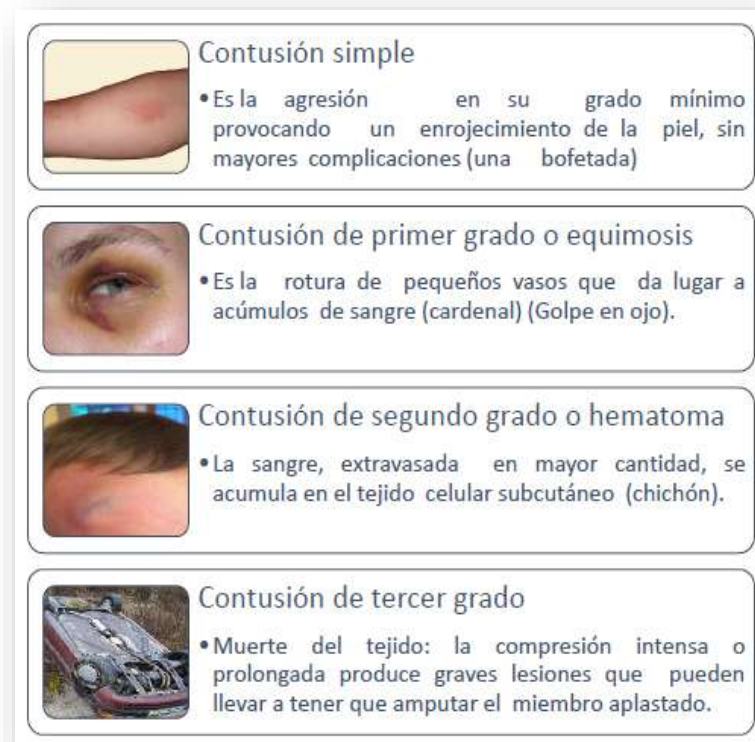 Contusión simple
•Es la agresión en su grado mínimo
provocando un enrojecimiento de la piel, sin
mayores complicaciones (una bofetada)
Contusión de primer grado o equimosis
•Es la rotura de pequeños vasos que da lugar a
acúmulos de sangre (cardenal) (Golpe en ojo).
Contusión de segundo grado o hematoma
•La sangre, extravasada en mayor cantidad, se
acumula en el tejido celular subcutáneo (chichón).
Contusión de tercer grado
•Muerte del tejido: la compresión intensa o
prolongada produce graves lesiones que pueden
llevar a tener que amputar el miembro aplastado.